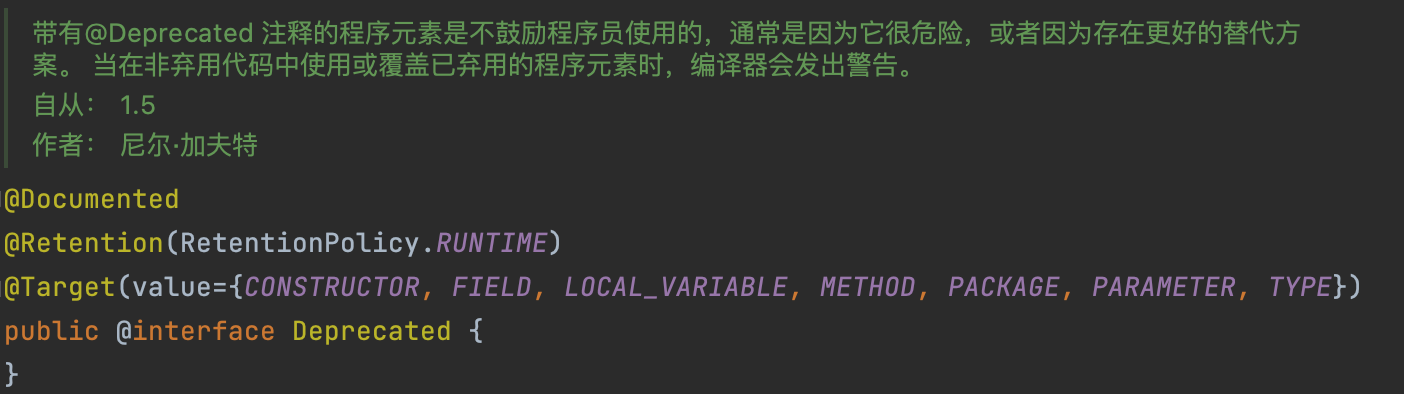 带有@Deprecated 注释的程序元素是不鼓励程序员使用的，通常是因为它很危险，或者因为存在更好的替代方
案。 当在非弃用代码中使用或覆盖已弃用的程序元素时，编译器会发出警告。
自从： 1.5
作者： 尼尔·加夫特
@Documented
@Retention(RetentionPolicy.RUNTIME)
@Target(value={CONSTRUCTOR, FIELD, LOCAL_VARIABLE, METHOD, PACKAGE, PARAMETER, TYPE})
public @interface Deprecated {
}